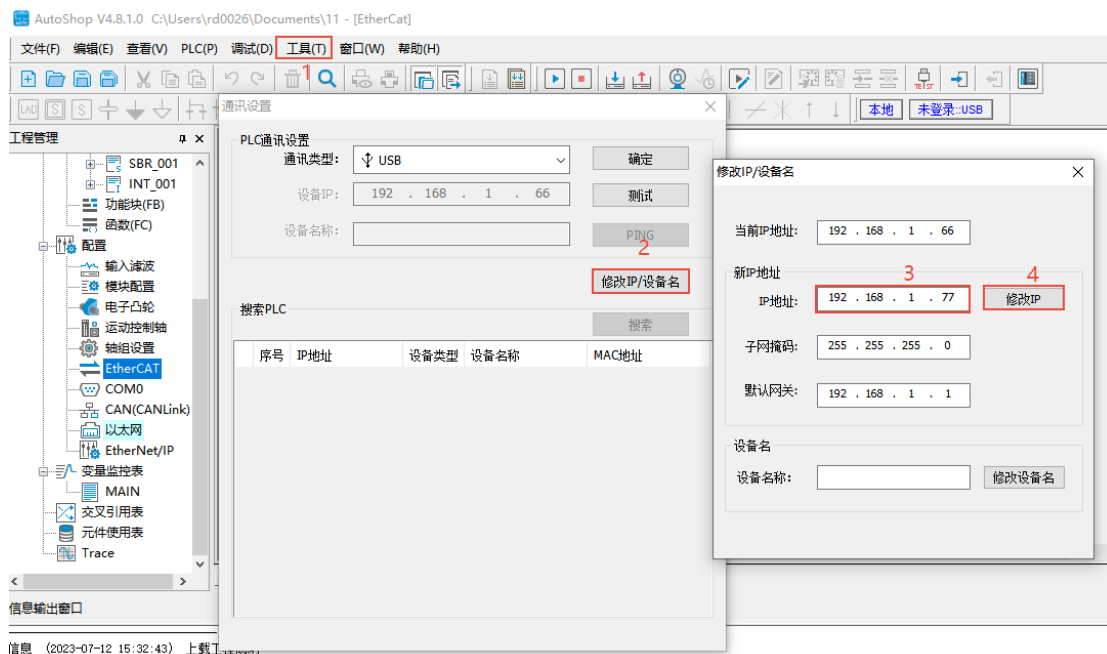 AutoShop V4.8.1.0 C:\Users\rd0026\Documents\11 - [EtherCat]
文件(F) 编辑(E) 查看(V) PLC(P) 调试(D) 工具(T) 窗口(W) 帮助(H)
1
LAD S S
本地 未登录::USB
TEST
工程管理
SBR_001
INT_001
功能块(FB)
函数(FC)
配置
输入滤波
模块配置
电子凸轮
运动控制轴
轴组设置
EtherCAT
COM0
CAN(CANLink)
以太网
EtherNet/IP
变量监控表
MAIN
交叉引用表
元件使用表
Trace
信息输出窗口
信息 (2023-07-12 15:32:43) 上载工程成功
通讯设置
PLC通讯设置
通讯类型: USB 确定
设备IP: 192 . 168 . 1 . 66 测试
设备名称: PING
2
修改IP/设备名
搜索PLC
搜索
序号 IP地址 设备类型 设备名称 MAC地址
修改IP/设备名
当前IP地址: 192 . 168 . 1 . 66
新IP地址 3 4
IP地址: 192 . 168 . 1 . 77 修改IP
子网掩码: 255 . 255 . 255 . 0
默认网关: 192 . 168 . 1 . 1
设备名
设备名称: 修改设备名